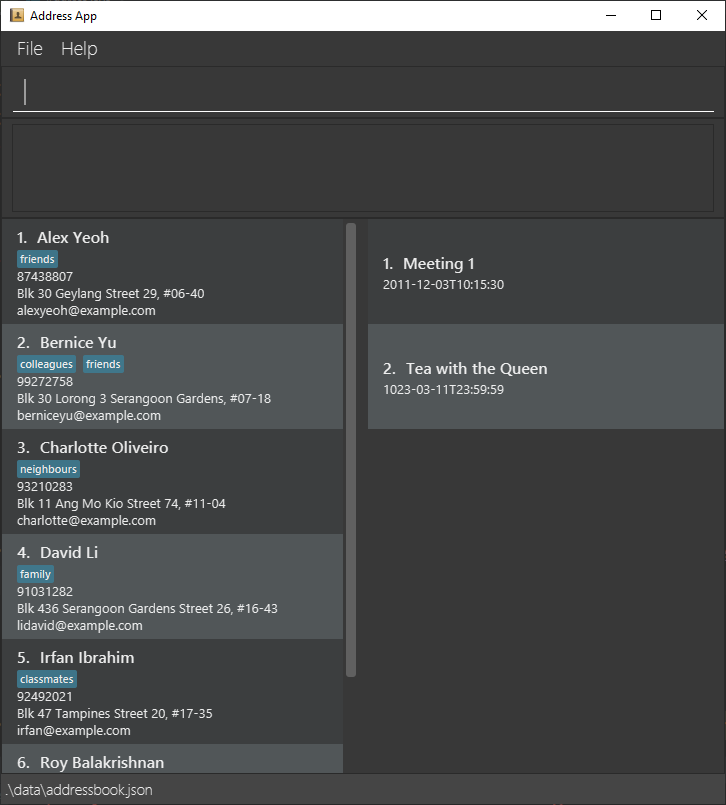 Address App
File Help
1. Alex Yeoh
friends
87438807
Blk 30 Geylang Street 29, #06-40
alexyeoh@example.com
2. Bernice Yu
colleagues friends
99272758
Blk 30 Lorong 3 Serangoon Gardens, #07-18
berniceyu@example.com
3. Charlotte Oliveiro
neighbours
93210283
Blk 11 Ang Mo Kio Street 74, #11-04
charlotte@example.com
4. David Li
family
91031282
Blk 436 Serangoon Gardens Street 26, #16-43
lidavid@example.com
5. Irfan Ibrahim
classmates
92492021
Blk 47 Tampines Street 20, #17-35
irfan@example.com
6. Roy Balakrishnan
1. Meeting 1
2011-12-03T10:15:30
2. Tea with the Queen
1023-03-11T23:59:59
.\data\addressbook.json